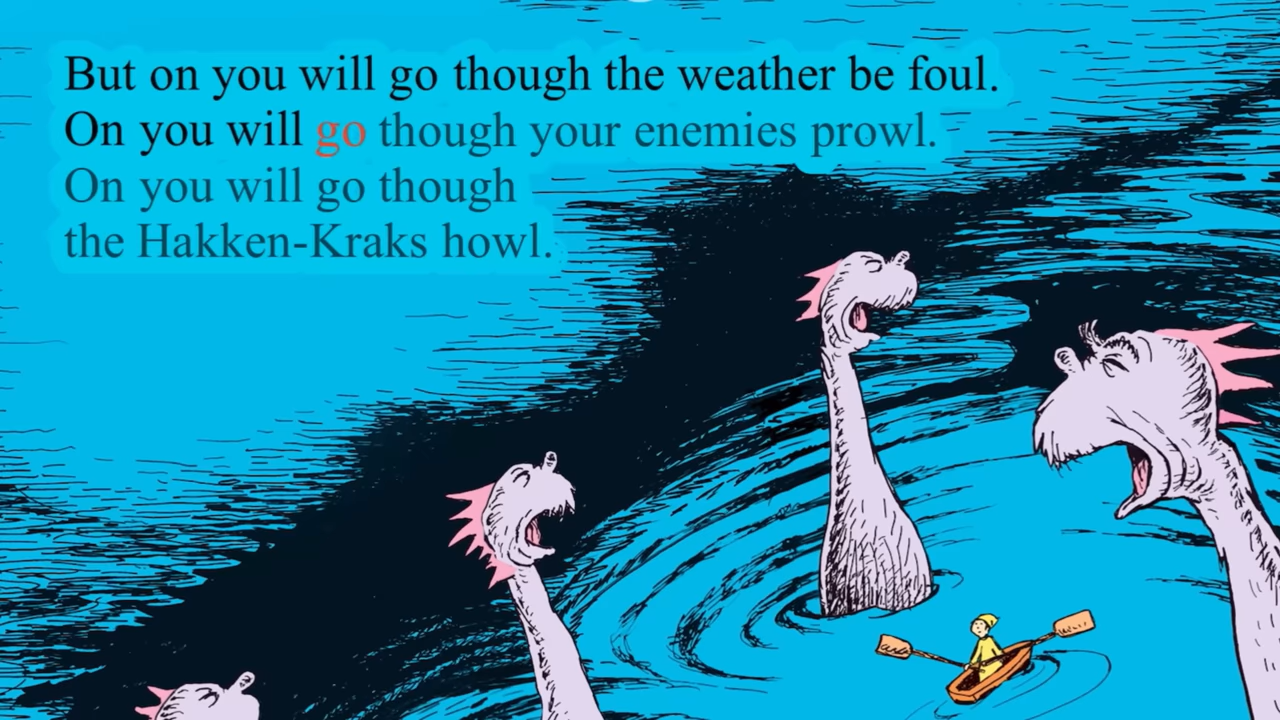 But on you will go though the weather be foul.
On you will go though your enemies prowl.
On you will go though
the Hakken-Kraks howl.